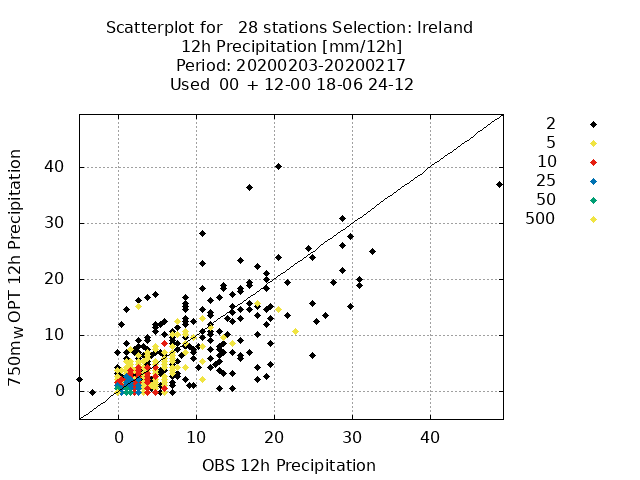 Scatterplot for   28 stations Selection: Ireland
12h Precipitation [mm/12h]
Period: 20200203-20200217
Used  00 + 12-00 18-06 24-12
2
5
10
25
50
500
40
30
20
10
0
0 10 20 30 40
OBS 12h Precipitation
750mW OPT 12h Precipitation